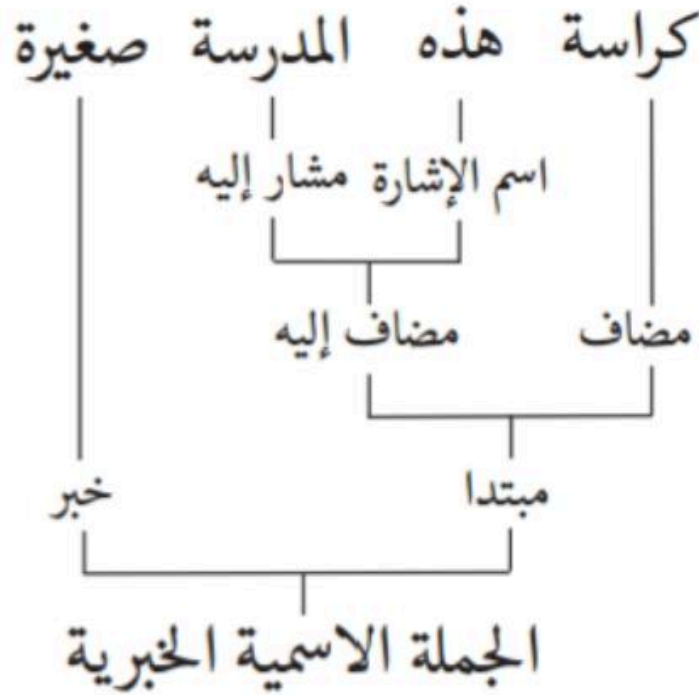 كراسة هذه المدرسة صغيرة
اسم الإشارة مشار إليه
مضاف مضاف إليه
مبتدا خبر
الجملة الاسمية الخبرية